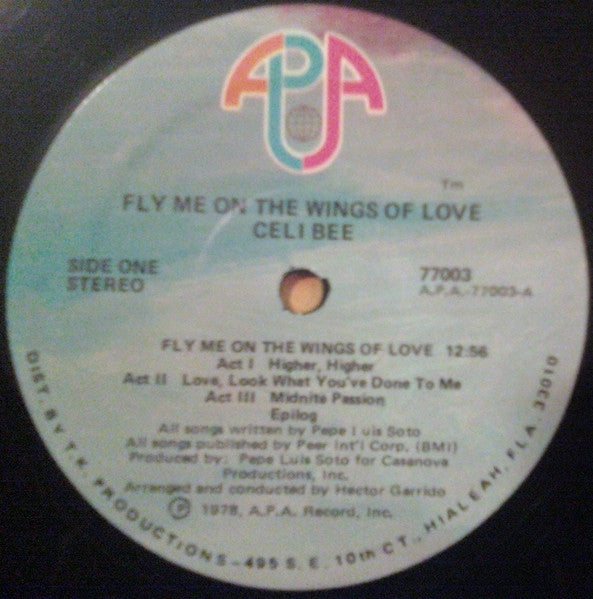 APA
Tm
FLY ME ON THE WINGS OF LOVE
CELI BEE
SIDE ONE
STEREO
77003
A.P.A.-77003-A
FLY ME ON THE WINGS OF LOVE 12:56
Act I Higher, Higher
Act II Love, Look What You've Done To Me
Act III Midnite Passion
Epilog
All songs written by Pepe Luis Soto
All songs published by Peer Int'l Corp. (BMI)
Produced by: Pepe Luis Soto for Casanova
Productions, Inc.
Arranged and conducted by Hector Garrido
℗ 1978, A.P.A. Record, Inc.
DIST. BY T.K. PRODUCTIONS-495 S.E. 10th CT., HIALEAH, FLA. 33010